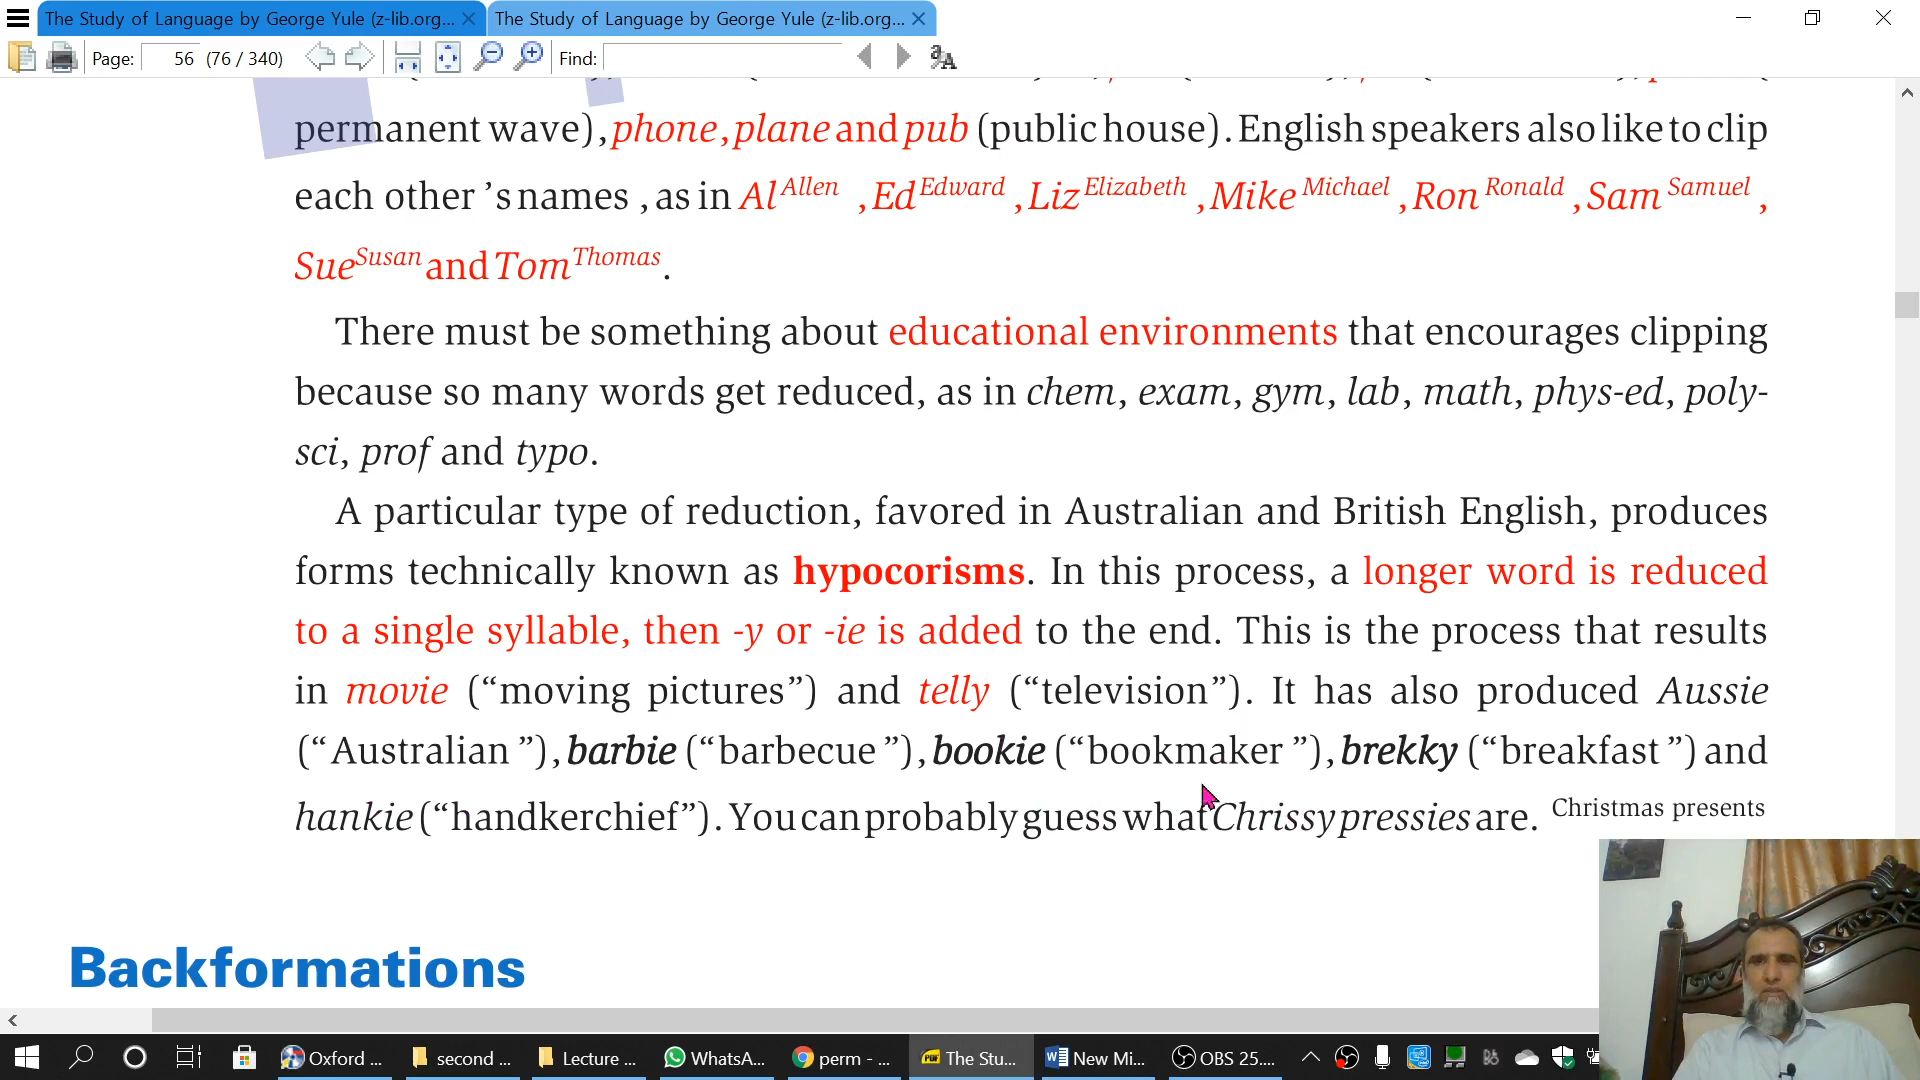 The Study of Language by George Yule (z-lib.org... The Study of Language by George Yule (z-lib.org...
Page: 56 (76 / 340) Find:
permanent wave), phone, plane and pub (public house). English speakers also like to clip
each other 's names , as in Al Allen , Ed Edward , Liz Elizabeth , Mike Michael , Ron Ronald , Sam Samuel ,
Sue Susan and Tom Thomas .
There must be something about educational environments that encourages clipping
because so many words get reduced, as in chem, exam, gym, lab, math, phys-ed, poly-
sci, prof and typo.
A particular type of reduction, favored in Australian and British English, produces
forms technically known as hypocorisms. In this process, a longer word is reduced
to a single syllable, then -y or -ie is added to the end. This is the process that results
in movie (“moving pictures”) and telly (“television”). It has also produced Aussie
(“Australian ”), barbie (“barbecue ”), bookie (“bookmaker ”), brekky (“breakfast ”) and
hankie (“handkerchief”). You can probably guess what Chrissy pressies are. Christmas presents
Backformations
Oxford ... second ... Lecture ... WhatsA... perm - ... The Stu... New Mi... OBS 25....